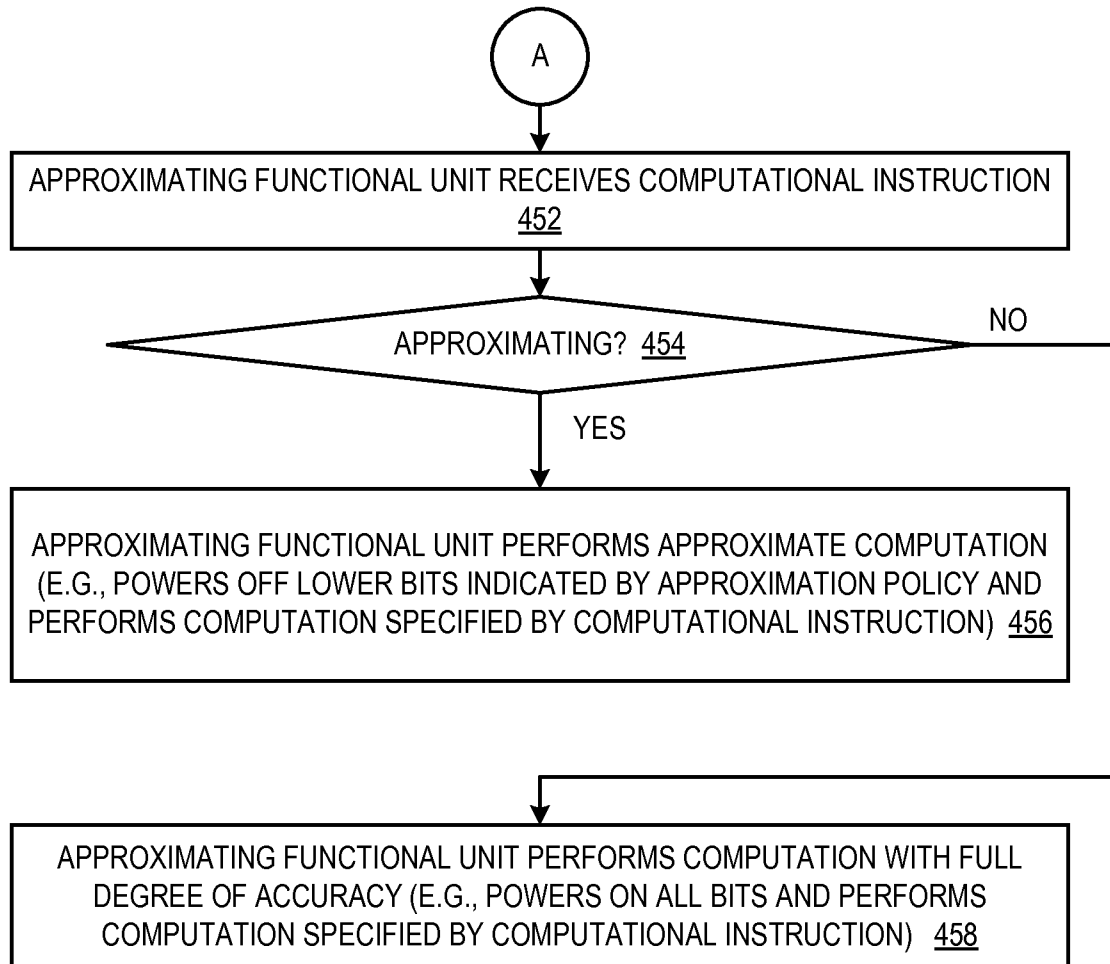 A
APPROXIMATING FUNCTIONAL UNIT RECEIVES COMPUTATIONAL INSTRUCTION
452
APPROXIMATING? 454
NO
YES
APPROXIMATING FUNCTIONAL UNIT PERFORMS APPROXIMATE COMPUTATION
(E.G., POWERS OFF LOWER BITS INDICATED BY APPROXIMATION POLICY AND
PERFORMS COMPUTATION SPECIFIED BY COMPUTATIONAL INSTRUCTION) 456
APPROXIMATING FUNCTIONAL UNIT PERFORMS COMPUTATION WITH FULL
DEGREE OF ACCURACY (E.G., POWERS ON ALL BITS AND PERFORMS
COMPUTATION SPECIFIED BY COMPUTATIONAL INSTRUCTION) 458